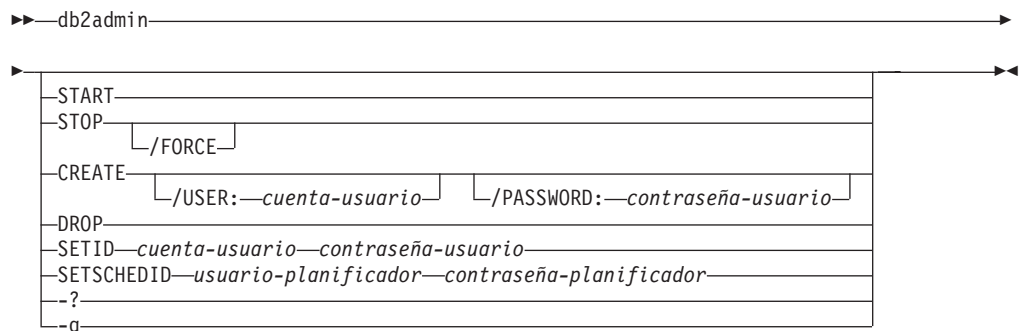 db2admin
START
STOP
/FORCE
CREATE
/USER: cuenta-usuario /PASSWORD: contraseña-usuario
DROP
SETID cuenta-usuario contraseña-usuario
SETSCHEDID usuario-planificador contraseña-planificador
-?
-q